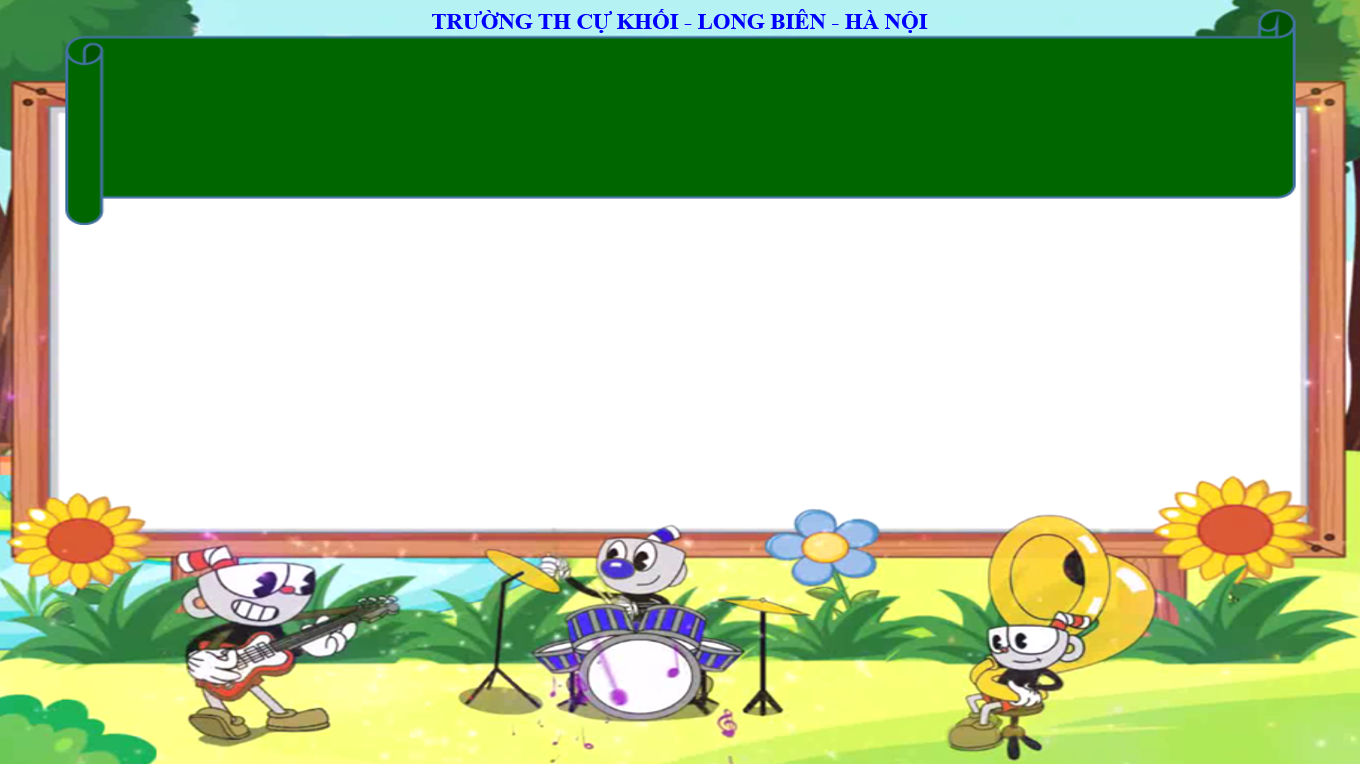 TRƯỜNG TH CỰ KHỐI - LONG BIÊN - HÀ NỘI